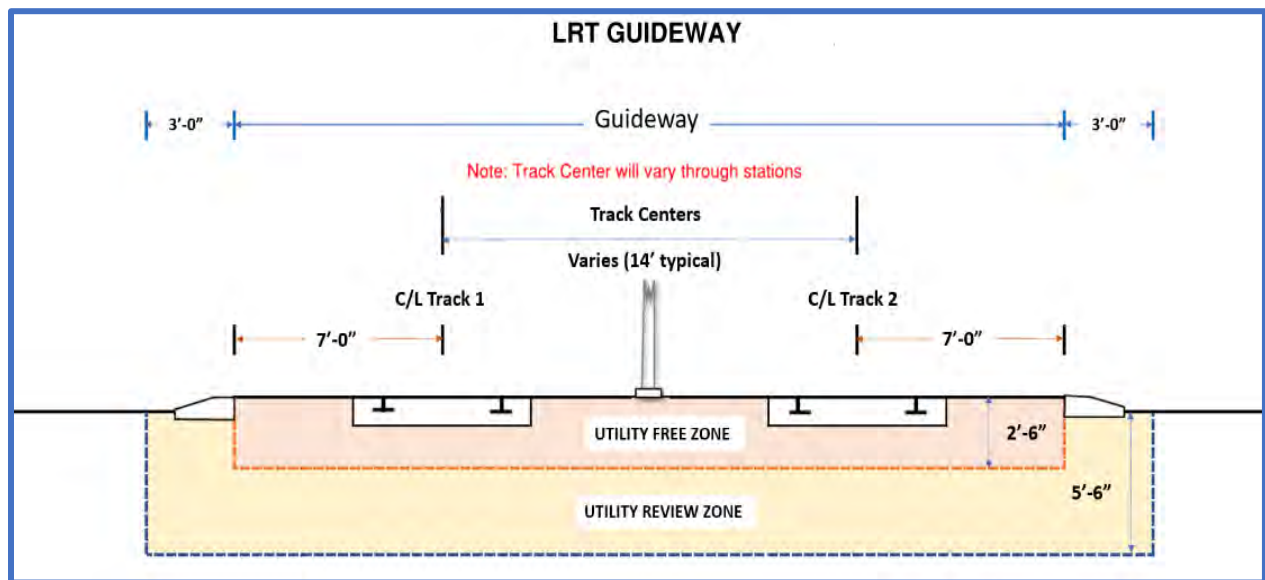 LRT GUIDEWAY
3’-0”
Guideway
3’-0”
Note: Track Center will vary through stations
Track Centers
Varies (14’ typical)
C/L Track 1
C/L Track 2
7’-0”
7’-0”
UTILITY FREE ZONE
2’-6”
5’-6”
UTILITY REVIEW ZONE